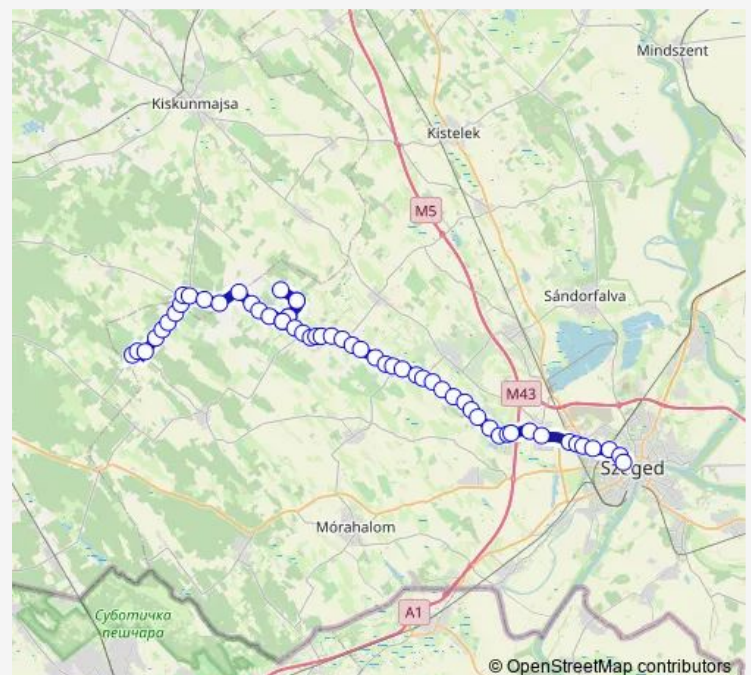 Mindszent
Kiskunmajsa
Kistelek
M5
Sándorfalva
M43
Szeged
Mórahalom
A1
Суботичка
пешчара
© OpenStreetMap contributors